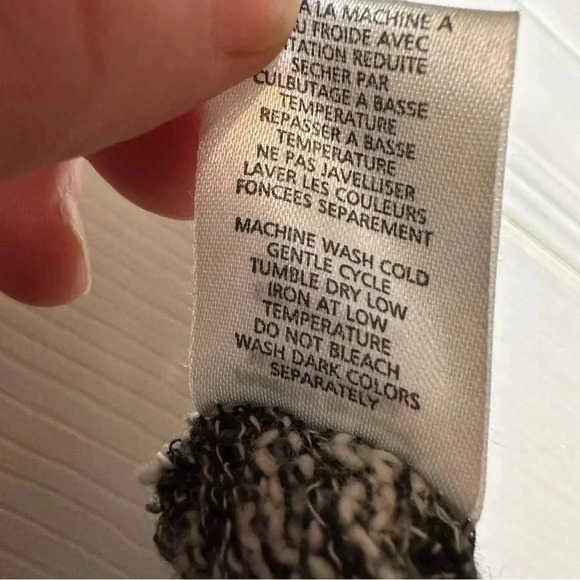 A LA MACHINE A
FROIDE AVEC
REDUITE
SECHER PAR
CULBUTAGE A BASSE
TEMPERATURE
REPASSER A BASSE
TEMPERATURE
NE PAS JAVELLISER
LAVER LES COULEURS
FONCEES SEPAREMENT
MACHINE WASH COLD
GENTLE CYCLE
TUMBLE DRY LOW
IRON AT LOW
TEMPERATURE
DO NOT BLEACH
WASH DARK COLORS
SEPARATELY